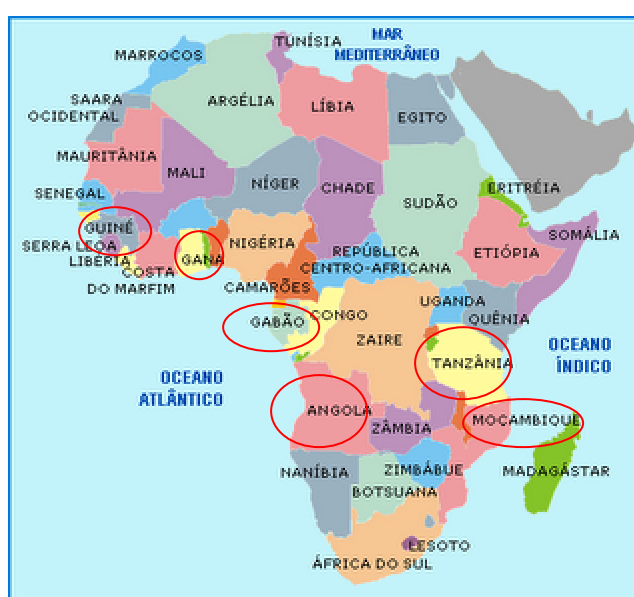 TUNÍSIA
MAR
MEDITERRÂNEO
MARROCOS
SAARA
OCIDENTAL
ARGÉLIA
LÍBIA
EGITO
MAURITÂNIA
MALI
NÍGER
CHADE
SUDÃO
ERITRÉIA
SENEGAL
GUINÉ
SERRA LEOA
LIBÉRIA
COSTA
DO MARFIM
GANA
NIGÉRIA
CAMARÕES
REPÚBLICA
CENTRO-AFRICANA
ETIÓPIA
SOMÁLIA
GABÃO
CONGO
ZAIRE
UGANDA
QUÊNIA
TANZÂNIA
OCEANO
ÍNDICO
OCEANO
ATLÂNTICO
ANGOLA
ZÂMBIA
MOÇAMBIQUE
NANÍBIA
ZIMBÁBUE
BOTSUANA
MADAGÁSTAR
LESOTO
ÁFRICA DO SUL